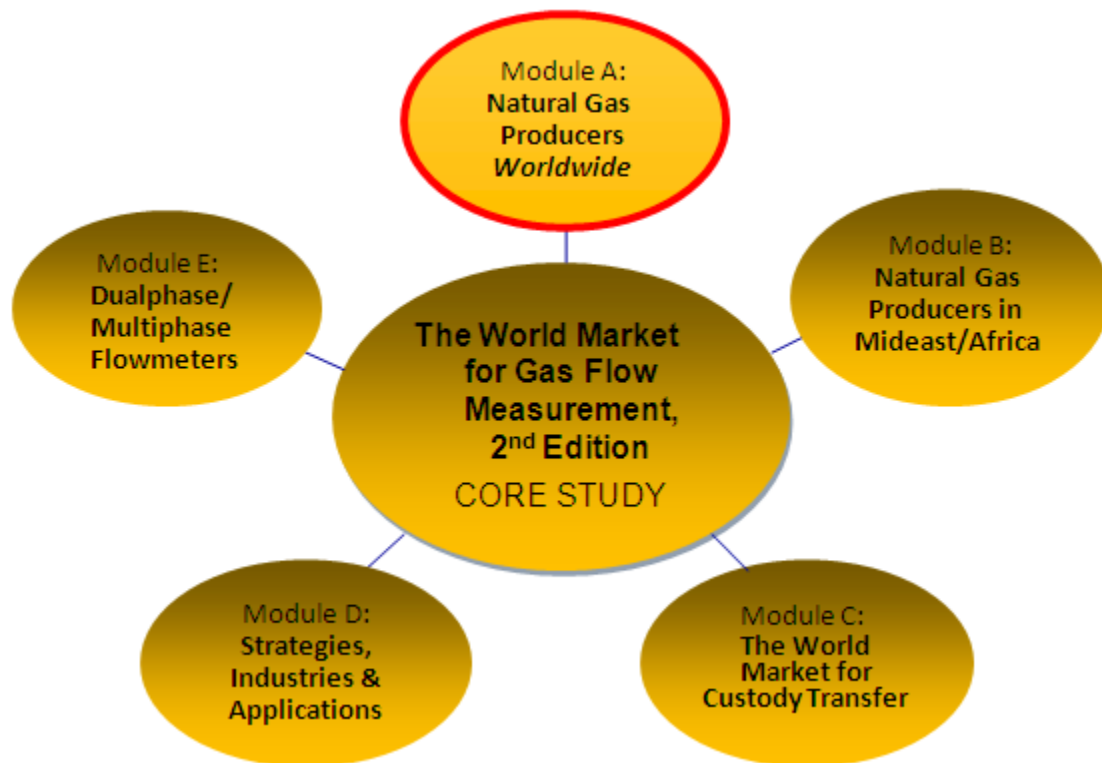 Module A:
Natural Gas
Producers
Worldwide
Module E:
Dualphase/
Multiphase
Flowmeters
Module B:
Natural Gas
Producers in
Mideast/Africa
The World Market
for Gas Flow
Measurement,
2nd Edition
CORE STUDY
Module D:
Strategies,
Industries &
Applications
Module C:
The World
Market for
Custody Transfer